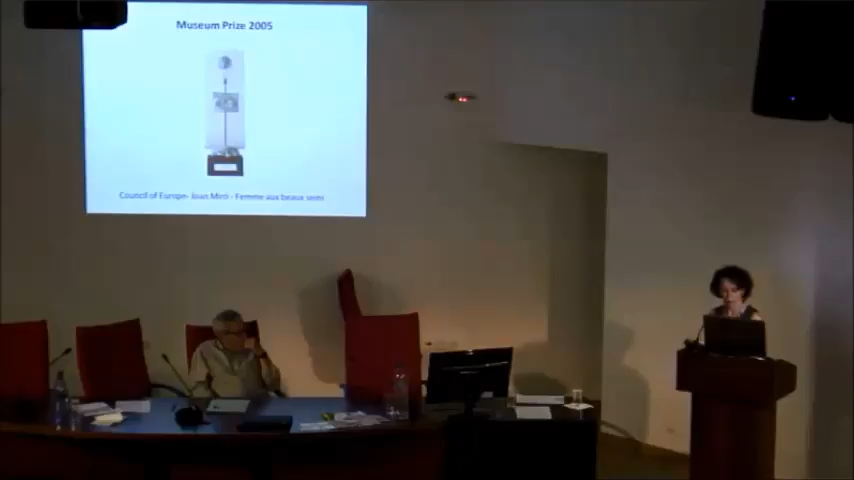 Museum Prize 2005
Council of Europe- Joan Miró - Femme aux beaux seins